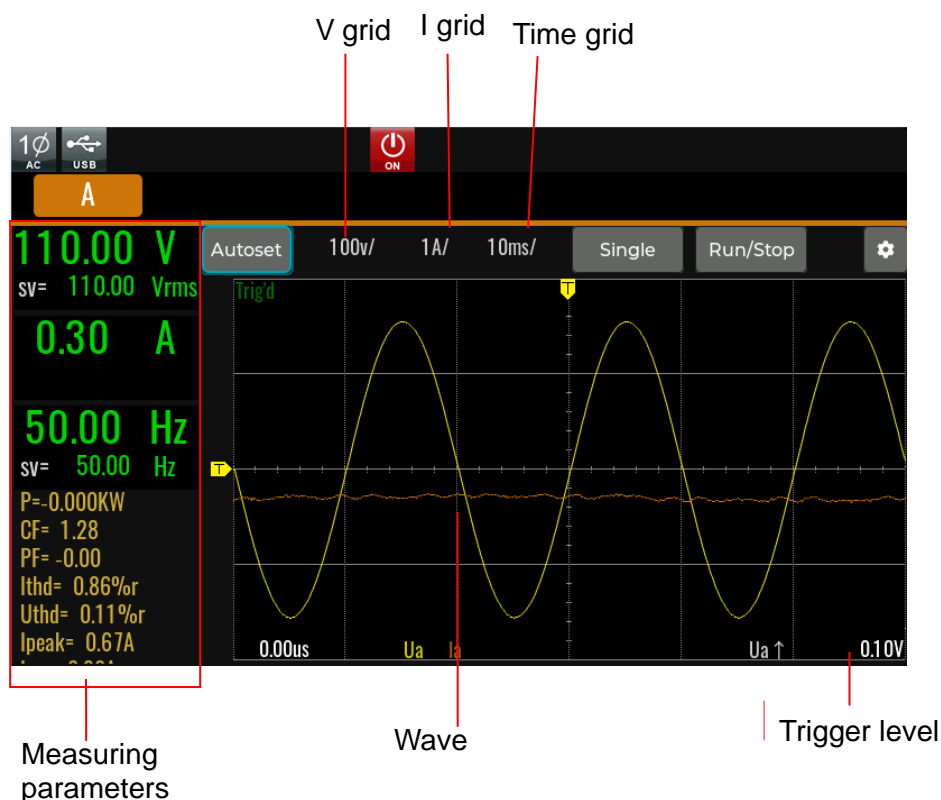 V grid I grid Time grid
1Ø
AC
USB
ON
A
110.00 V
sv= 110.00 Vrms
0.30 A
50.00 Hz
sv= 50.00 Hz
P=-0.000KW
CF= 1.28
PF= -0.00
Ithd= 0.86%r
Uthd= 0.11%r
Ipeak= 0.67A
Autoset 100v/ 1A/ 10ms/ Single Run/Stop
Trig'd
T
T
0.00us Ua Ia Ua↑ 0.10V
Wave
Trigger level
Measuring
parameters